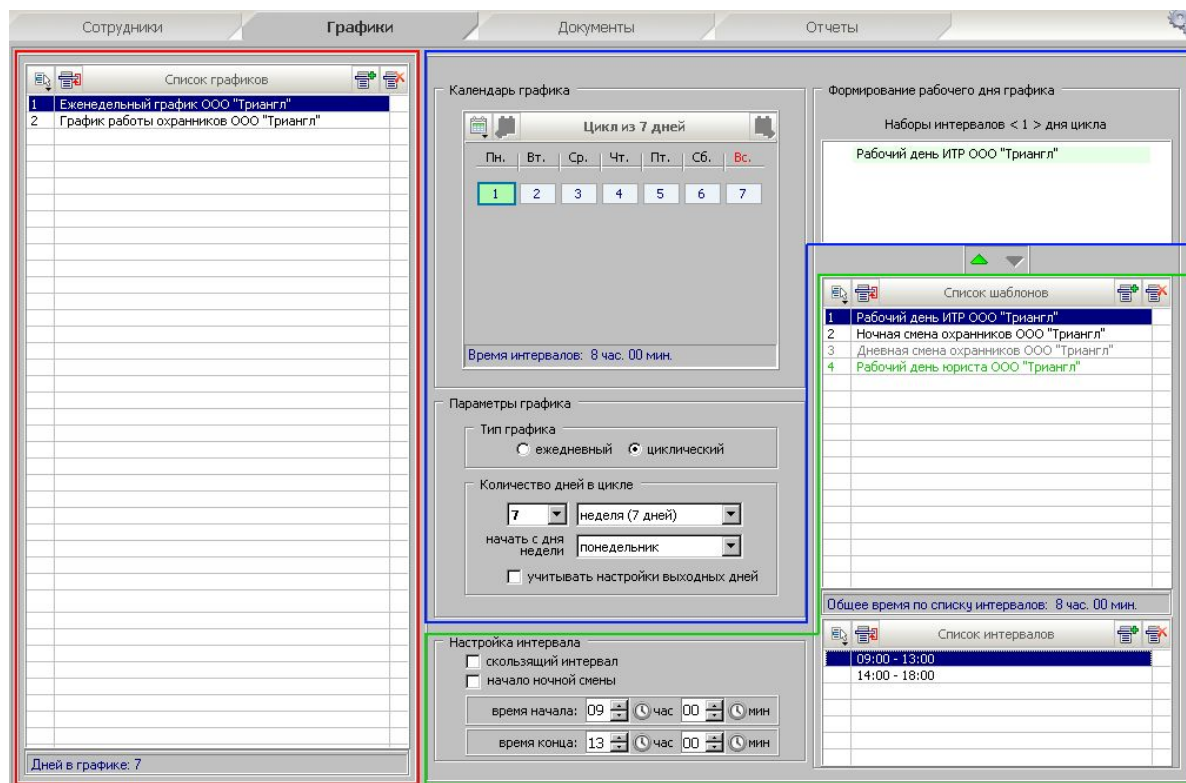 Сотрудники
Графики
Документы
Отчеты
Список графиков
1 Еженедельный график ООО "Триангл"
2 График работы охранников ООО "Триангл"
Дней в графике: 7
Календарь графика
Цикл из 7 дней
Пн. Вт. Ср. Чт. Пт. Сб. Вс.
1 2 3 4 5 6 7
Время интервалов: 8 час. 00 мин.
Параметры графика
Тип графика
ежедневный циклический
Количество дней в цикле
7 неделя (7 дней)
начать с дня
недели понедельник
учитывать настройки выходных дней
Настройка интервала
скользящий интервал
начало ночной смены
время начала: 09 час 00 мин
время конца: 13 час 00 мин
Формирование рабочего дня графика
Наборы интервалов < 1 > дня цикла
Рабочий день ИТР ООО "Триангл"
Список шаблонов
1 Рабочий день ИТР ООО "Триангл"
2 Ночная смена охранников ООО "Триангл"
3 Дневная смена охранников ООО "Триангл"
4 Рабочий день юриста ООО "Триангл"
Общее время по списку интервалов: 8 час. 00 мин.
Список интервалов
09:00 - 13:00
14:00 - 18:00